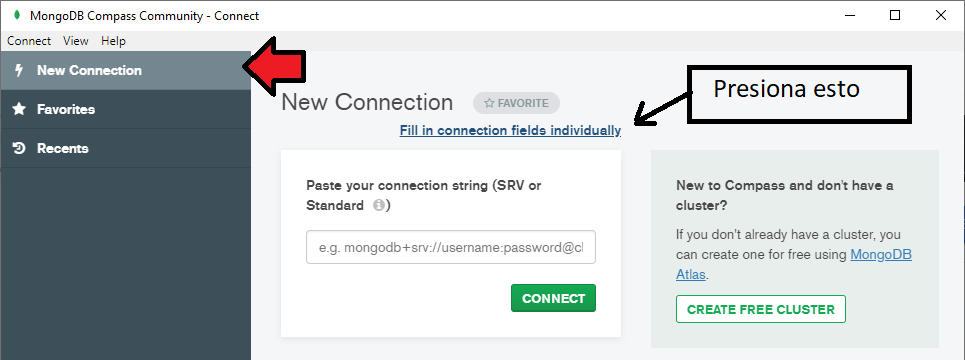 MongoDB Compass Community - Connect
Connect View Help
New Connection
Favorites
Recents
New Connection
FAVORITE
Fill in connection fields individually
Presiona esto
Paste your connection string (SRV or
Standard i)
e.g. mongodb+srv://username:password@cl
CONNECT
New to Compass and don't have a
cluster?
If you don't already have a cluster, you
can create one for free using MongoDB
Atlas.
CREATE FREE CLUSTER